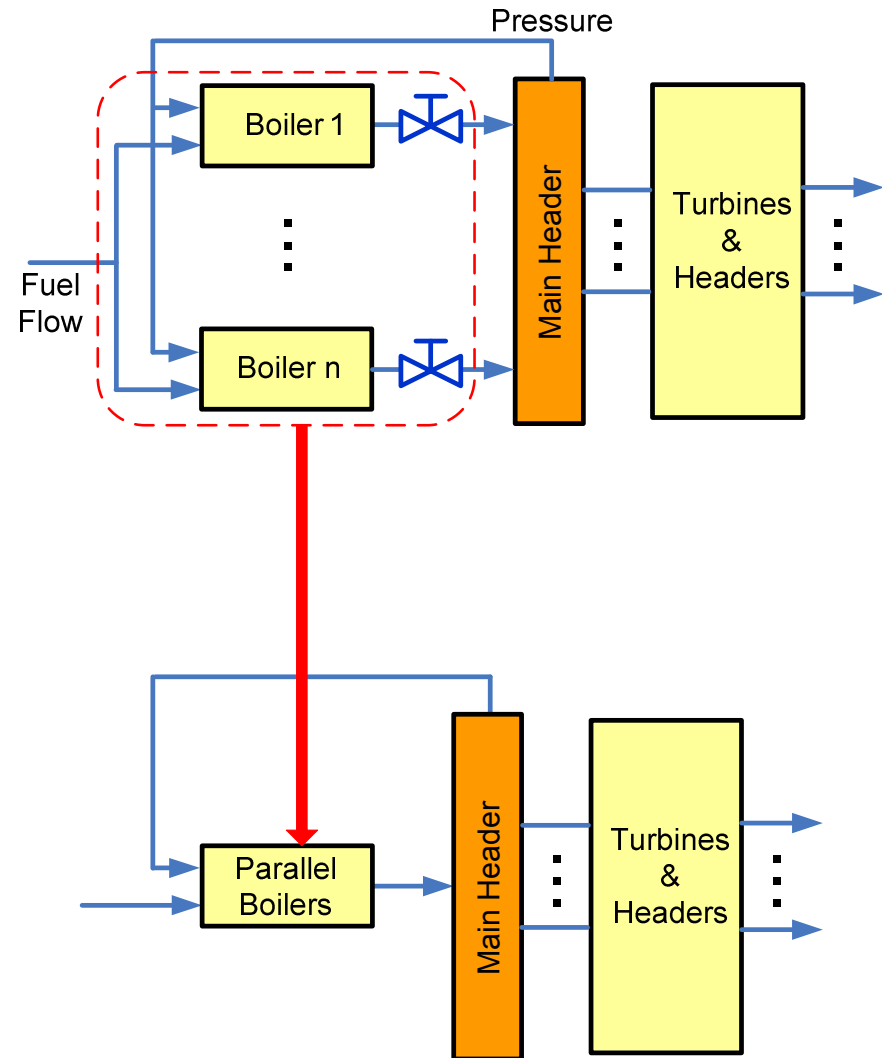 Pressure
Boiler 1
Fuel
Flow
Boiler n
Main Header
Turbines
&
Headers
Parallel
Boilers
Main Header
Turbines
&
Headers